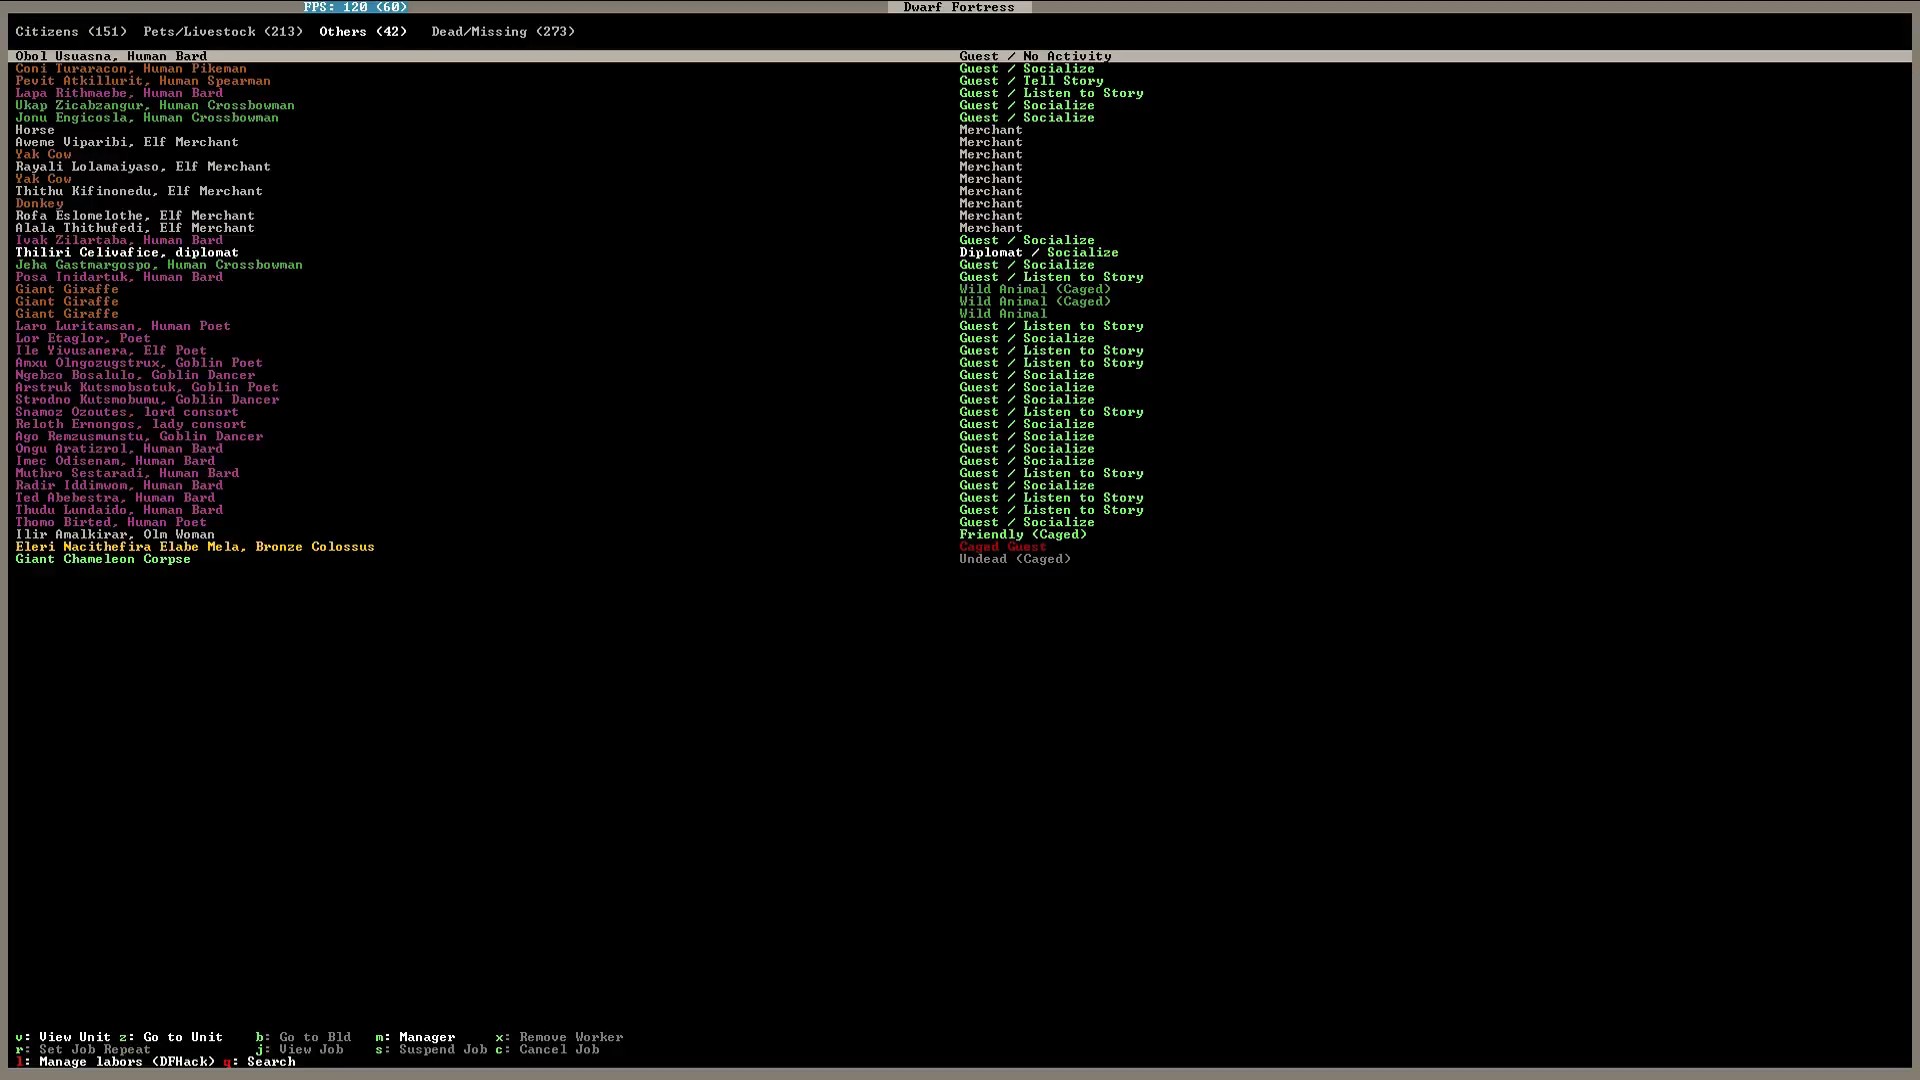 FPS: 120 (60) Dwarf Fortress
Citizens (151) Pets/Livestock (213) Others (42) Dead/Missing (273)
Obol Usuasna, Human Bard Guest / No Activity
Coni Turaracon, Human Pikeman Guest / Socialize
Pevit Atkillurit, Human Spearman Guest / Tell Story
Lapa Rithmaebe, Human Bard Guest / Listen to Story
Ukap Zicabzangur, Human Crossbowman Guest / Socialize
Jonu Engicosla, Human Crossbowman Guest / Socialize
Horse Merchant
Aweme Viparibi, Elf Merchant Merchant
Yak Cow Merchant
Rayali Lolamaiyaso, Elf Merchant Merchant
Yak Cow Merchant
Thithu Kifinonedu, Elf Merchant Merchant
Donkey Merchant
Rofa Eslomelothe, Elf Merchant Merchant
Alala Thithufedi, Elf Merchant Merchant
Ivak Zilartaba, Human Bard Guest / Socialize
Thiliri Celivafice, diplomat Diplomat / Socialize
Jeha Gastmargospo, Human Crossbowman Guest / Socialize
Posa Inidartuk, Human Bard Guest / Listen to Story
Giant Giraffe Wild Animal (Caged)
Giant Giraffe Wild Animal (Caged)
Giant Giraffe Wild Animal
Laro Luritamsan, Human Poet Guest / Listen to Story
Lor Etaglor, Poet Guest / Socialize
Ile Yivusanera, Elf Poet Guest / Listen to Story
Amxu Olngozugstrux, Goblin Poet Guest / Listen to Story
Ngebzo Bosalulo, Goblin Dancer Guest / Socialize
Arstruk Kutsmobsotuk, Goblin Poet Guest / Socialize
Strodno Kutsmobumu, Goblin Dancer Guest / Socialize
Snamoz Ozoutes, lord consort Guest / Listen to Story
Reloth Ernongos, lady consort Guest / Socialize
Ago Remzusmunstu, Goblin Dancer Guest / Socialize
Ongu Aratizrol, Human Bard Guest / Socialize
Imec Odisenam, Human Bard Guest / Socialize
Muthro Sestaradi, Human Bard Guest / Listen to Story
Radir Iddimwom, Human Bard Guest / Socialize
Ted Abebestra, Human Bard Guest / Listen to Story
Thudu Lundaido, Human Bard Guest / Listen to Story
Thomo Birted, Human Poet Guest / Socialize
Ilir Amalkirar, Olm Woman Friendly (Caged)
Eleri Nacithefira Elabe Mela, Bronze Colossus Caged Guest
Giant Chameleon Corpse Undead (Caged)
v: View Unit z: Go to Unit b: Go to Bld m: Manager x: Remove Worker
r: Set Job Repeat j: View Job s: Suspend Job c: Cancel Job
l: Manage labors (DFHack) q: Search